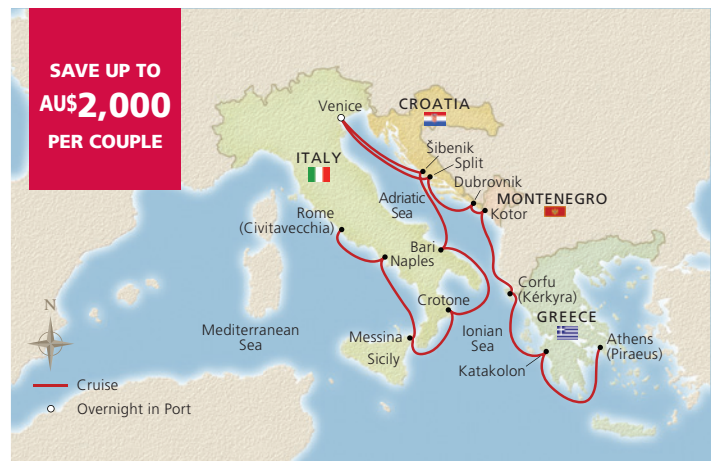 SAVE UP TO
AU$2,000
PER COUPLE
Venice
CROATIA
Šibenik
Split
ITALY
Dubrovnik
MONTENEGRO
Adriatic
Sea
Kotor
Rome
(Civitavecchia)
Bari
Naples
Corfu
(Kérkyra)
Crotone
GREECE
N
Mediterranean
Sea
Messina
Sicily
Ionian
Sea
Athens
(Piraeus)
Katakolon
Cruise
Overnight in Port